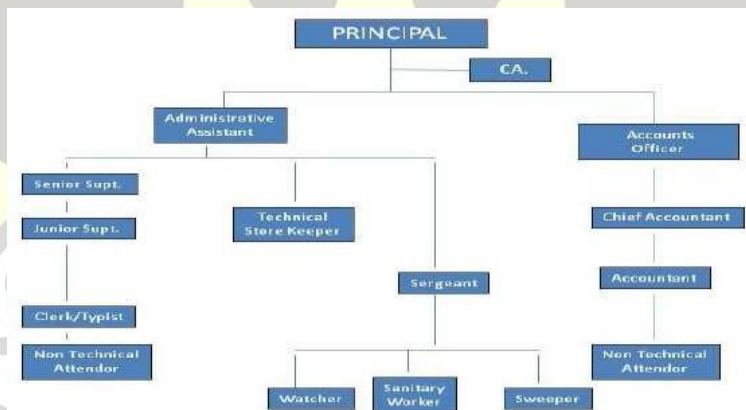 PRINCIPAL
CA.
Administrative
Assistant
Accounts
Officer
Senior Supt.
Technical
Store Keeper
Chief Accountant
Junior Supt.
Sergeant
Accountant
Clerk/Typist
Non Technical
Attendor
Non Technical
Attendor
Watcher
Sanitary
Worker
Sweeper